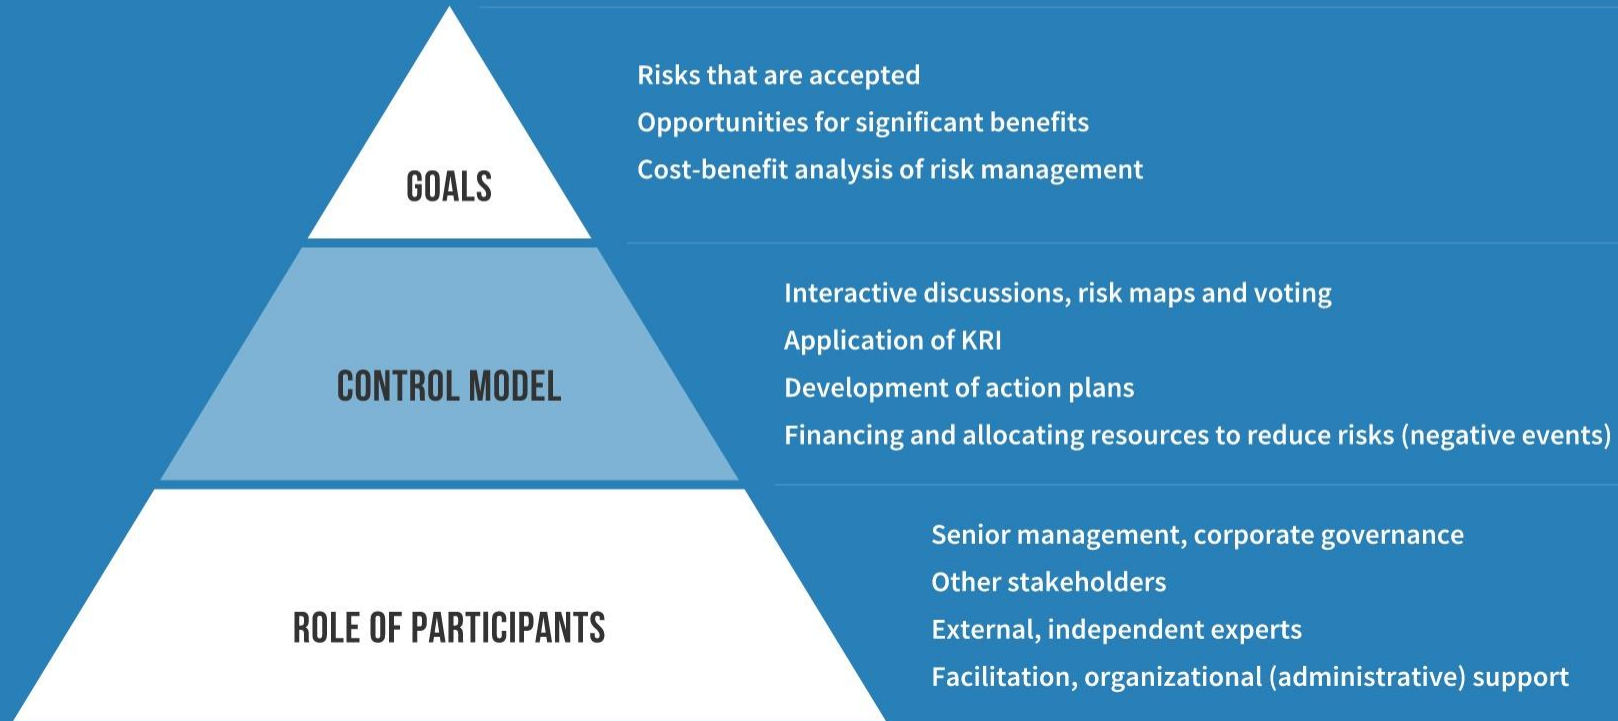 GOALS
Risks that are accepted
Opportunities for significant benefits
Cost-benefit analysis of risk management
CONTROL MODEL
Interactive discussions, risk maps and voting
Application of KRI
Development of action plans
Financing and allocating resources to reduce risks (negative events)
ROLE OF PARTICIPANTS
Senior management, corporate governance
Other stakeholders
External, independent experts
Facilitation, organizational (administrative) support